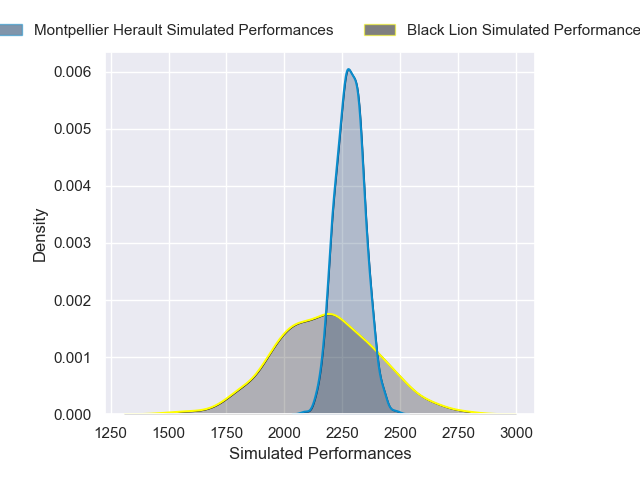 Montpellier Herault Simulated Performances Black Lion Simulated Performance
0.006
0.005
0.004
0.003
0.002
0.001
0.000
Density
1250 1500 1750 2000 2250 2500 2750 3000
Simulated Performances